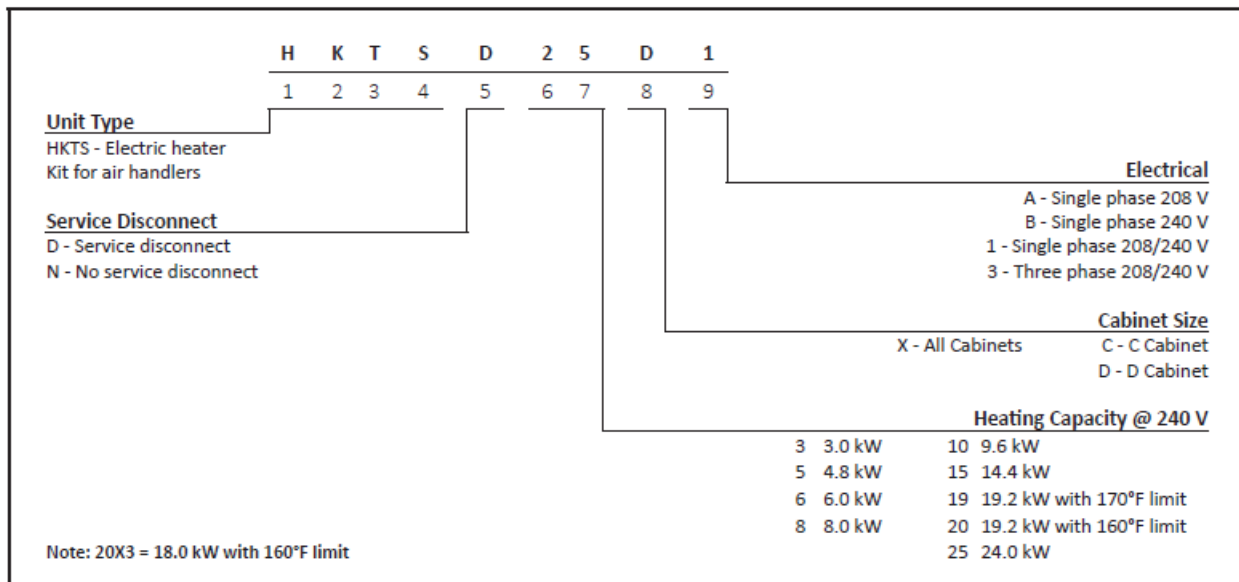 H K T S D 2 5 D 1
1 2 3 4 5 6 7 8 9
Unit Type
HKTS - Electric heater
Kit for air handlers
Service Disconnect
D - Service disconnect
N - No service disconnect
Electrical
A - Single phase 208 V
B - Single phase 240 V
1 - Single phase 208/240 V
3 - Three phase 208/240 V
Cabinet Size
X - All Cabinets C - C Cabinet
D - D Cabinet
Heating Capacity @ 240 V
3 3.0 kW 10 9.6 kW
5 4.8 kW 15 14.4 kW
6 6.0 kW 19 19.2 kW with 170°F limit
8 8.0 kW 20 19.2 kW with 160°F limit
25 24.0 kW
Note: 20X3 = 18.0 kW with 160°F limit